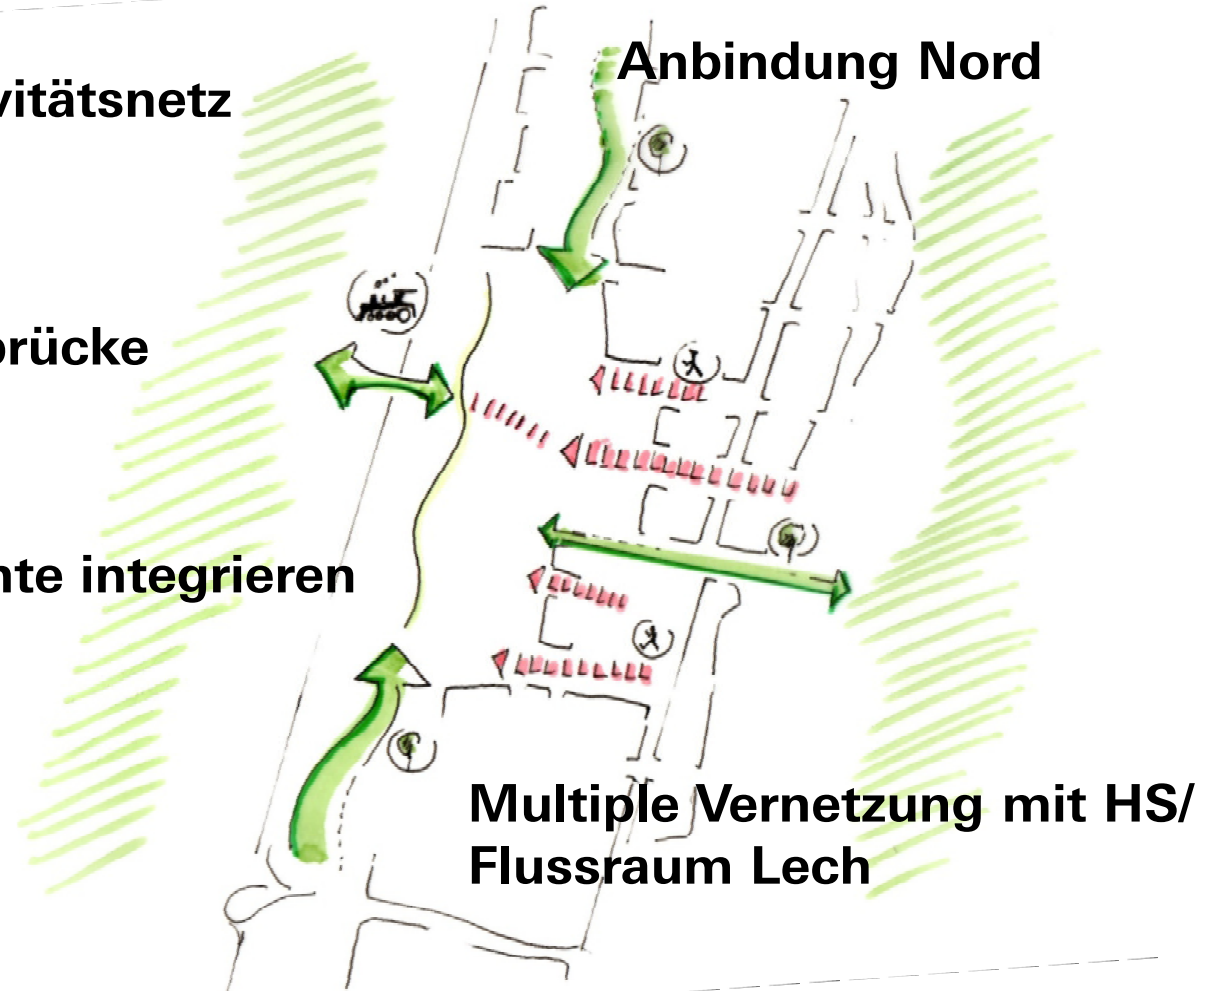 Anbindung Nord
vitätsnetz
brücke
nte integrieren
Multiple Vernetzung mit HS/
Flussraum Lech